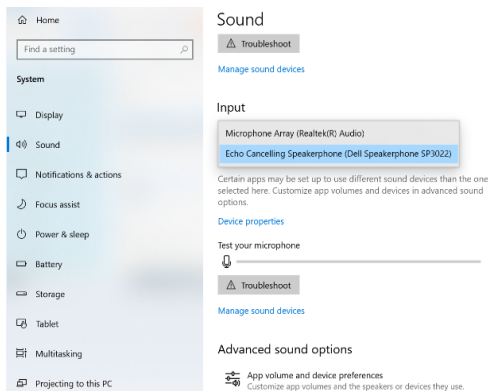 Home
Find a setting
System
Display
Sound
Notifications & actions
Focus assist
Power & sleep
Battery
Storage
Tablet
Multitasking
Projecting to this PC
Sound
Troubleshoot
Manage sound devices
Input
Microphone Array (Realtek(R) Audio)
Echo Cancelling Speakerphone (Dell Speakerphone SP3022)
Certain apps may be set up to use different sound devices than the one
selected here. Customize app volumes and devices in advanced sound
options.
Device properties
Test your microphone
Troubleshoot
Manage sound devices
Advanced sound options
App volume and device preferences
Customize app volumes and the speakers or devices they use.